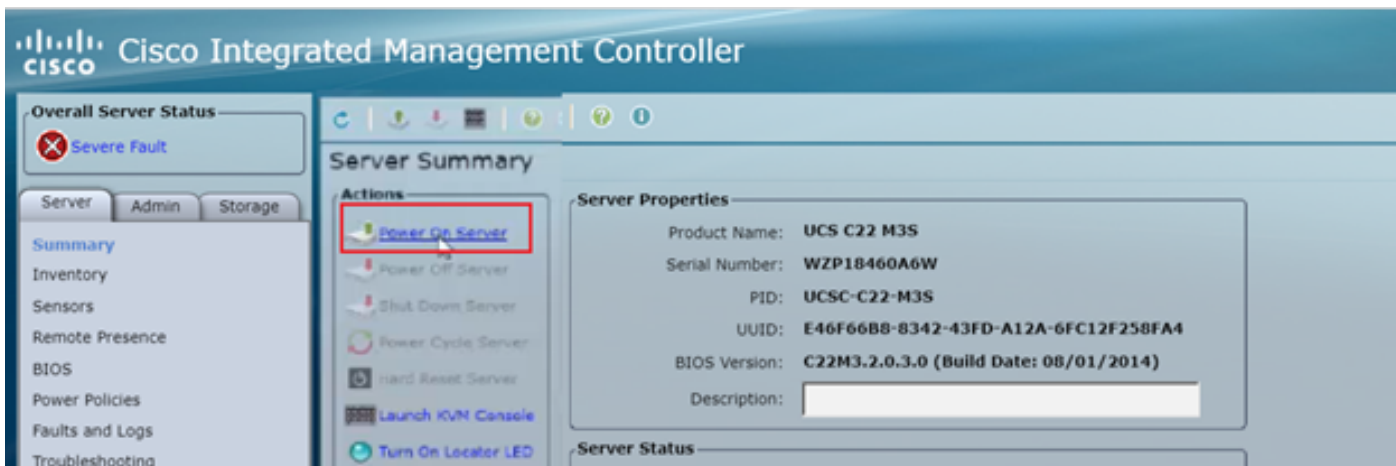 CISCO Cisco Integrated Management Controller
Overall Server Status
Severe Fault
Server Admin Storage
Summary
Inventory
Sensors
Remote Presence
BIOS
Power Policies
Faults and Logs
Troubleshooting
Server Summary
Actions
Power On Server
Power Off Server
Shut Down Server
Power Cycle Server
Hard Reset Server
Launch KVM Console
Turn On Locator LED
Server Properties
Product Name: UCS C22 M3S
Serial Number: WZP18460A6W
PID: UCSC-C22-M3S
UUID: E46F66B8-8342-43FD-A12A-6FC12F258FA4
BIOS Version: C22M3.2.0.3.0 (Build Date: 08/01/2014)
Description:
Server Status